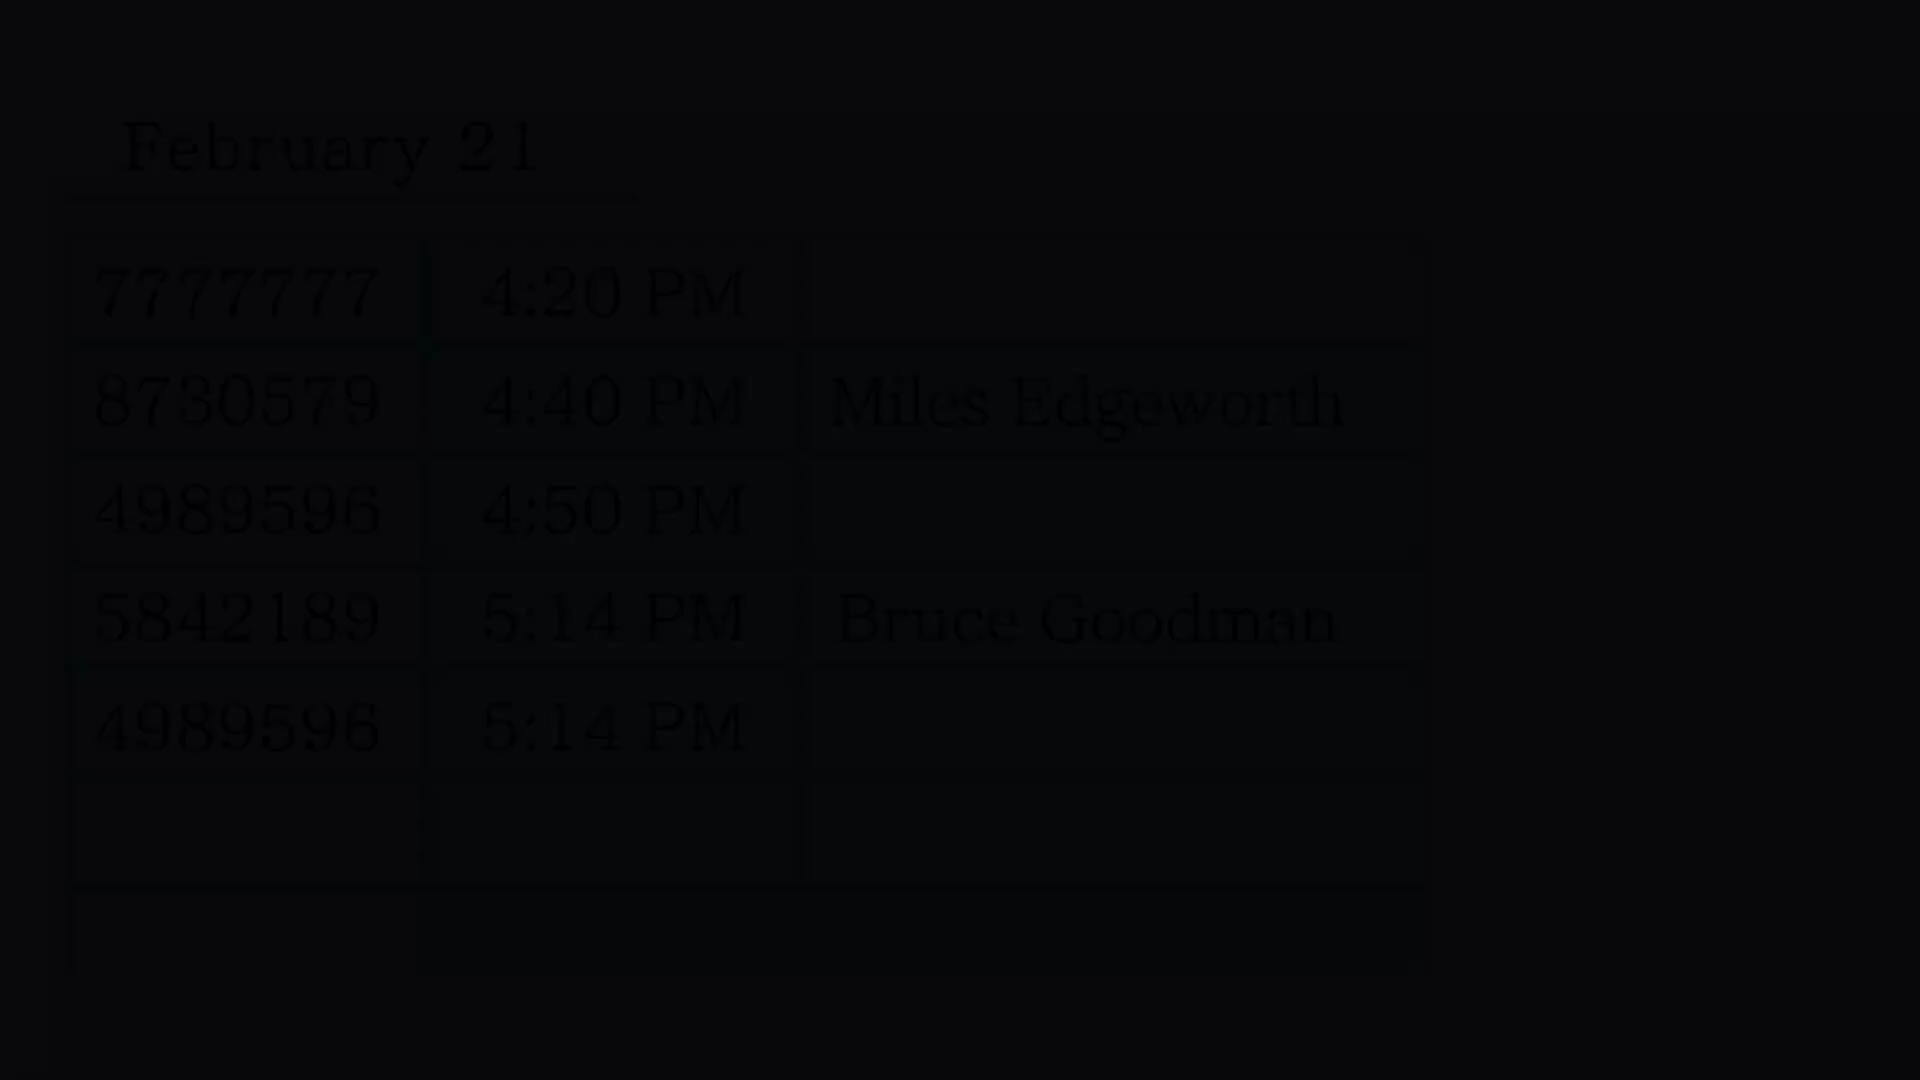 February 21
7777777 4:20 PM
8730579 4:40 PM Miles Edgeworth
4989596 4:50 PM
5842189 5:14 PM Bruce Goodman
4989596 5:14 PM